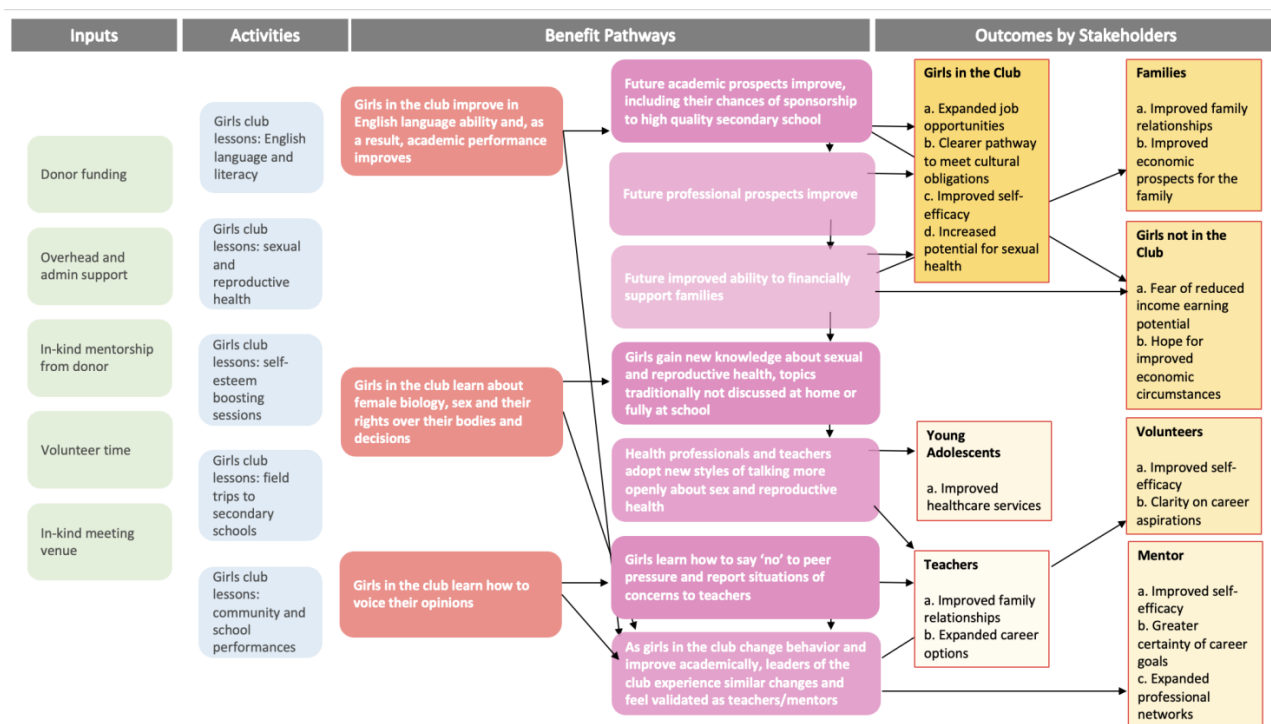 Inputs
Activities
Benefit Pathways
Outcomes by Stakeholders
Donor funding
Overhead and
admin support
In-kind mentorship
from donor
Volunteer time
In-kind meeting
venue
Girls club
lessons: English
language and
literacy
Girls club
lessons: sexual
and
reproductive
health
Girls club
lessons: self-
esteem
boosting
sessions
Girls club
lessons: field
trips to
secondary
schools
Girls club
lessons:
community and
school
performances
Girls in the club improve in
English language ability and, as
a result, academic performance
improves
Girls in the club learn about
female biology, sex and their
rights over their bodies and
decisions
Girls in the club learn how to
voice their opinions
Future academic prospects improve,
including their chances of sponsorship
to high quality secondary school
Future professional prospects improve
Future improved ability to financially
support families
Girls gain new knowledge about sexual
and reproductive health, topics
traditionally not discussed at home or
fully at school
Health professionals and teachers
adopt new styles of talking more
openly about sex and reproductive
health
Girls learn how to say ‘no’ to peer
pressure and report situations of
concerns to teachers
As girls in the club change behavior and
improve academically, leaders of the
club experience similar changes and
feel validated as teachers/mentors
Girls in the Club
a. Expanded job
opportunities
b. Clearer pathway
to meet cultural
obligations
c. Improved self-
efficacy
d. Increased
potential for sexual
health
Young
Adolescents
a. Improved
healthcare services
Teachers
a. Improved family
relationships
b. Expanded career
options
Families
a. Improved family
relationships
b. Improved
economic
prospects for the
family
Girls not in the
Club
a. Fear of reduced
income earning
potential
b. Hope for
improved
economic
circumstances
Volunteers
a. Improved self-
efficacy
b. Clarity on career
aspirations
Mentor
a. Improved self-
efficacy
b. Greater
certainty of career
goals
c. Expanded
professional
networks